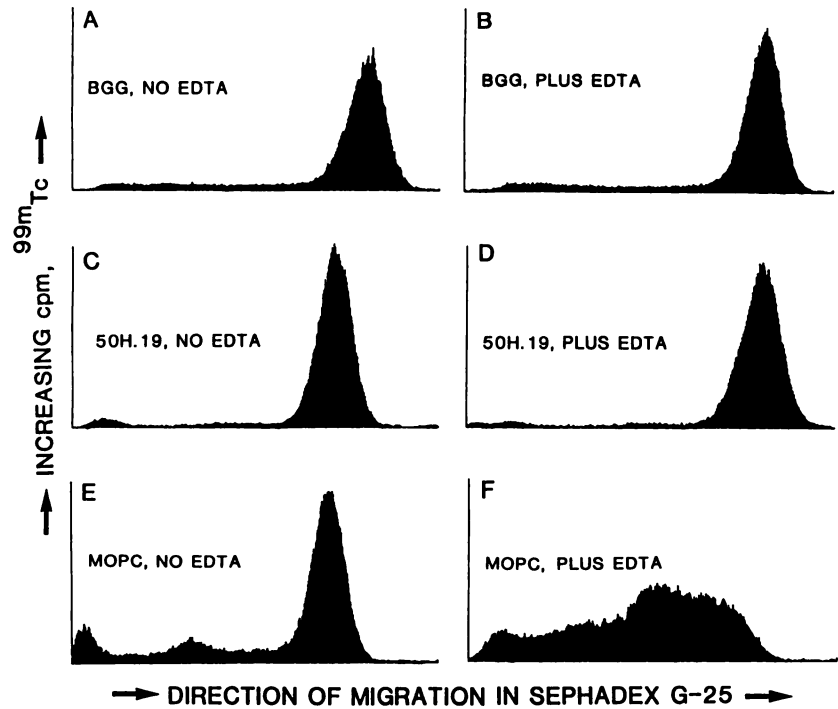 A
BGG, NO EDTA
B
BGG, PLUS EDTA
C
50H.19, NO EDTA
D
50H.19, PLUS EDTA
E
MOPC, NO EDTA
F
MOPC, PLUS EDTA
→ INCREASING cpm, 99mTc →
→ DIRECTION OF MIGRATION IN SEPHADEX G-25 →